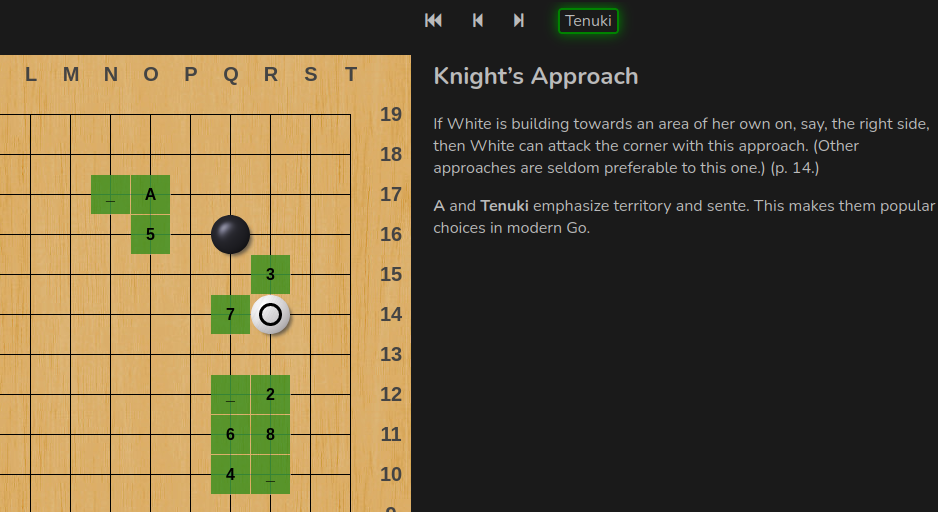 Tenuki
L M N O P Q R S T
Knight’s Approach
19
If White is building towards an area of her own on, say, the right side,
then White can attack the corner with this approach. (Other
approaches are seldom preferable to this one.) (p. 14.)
18
17
_ A
A and Tenuki emphasize territory and sente. This makes them popular
choices in modern Go.
5
16
3
15
7
14
13
_ 2
12
6 8
11
4 _
10